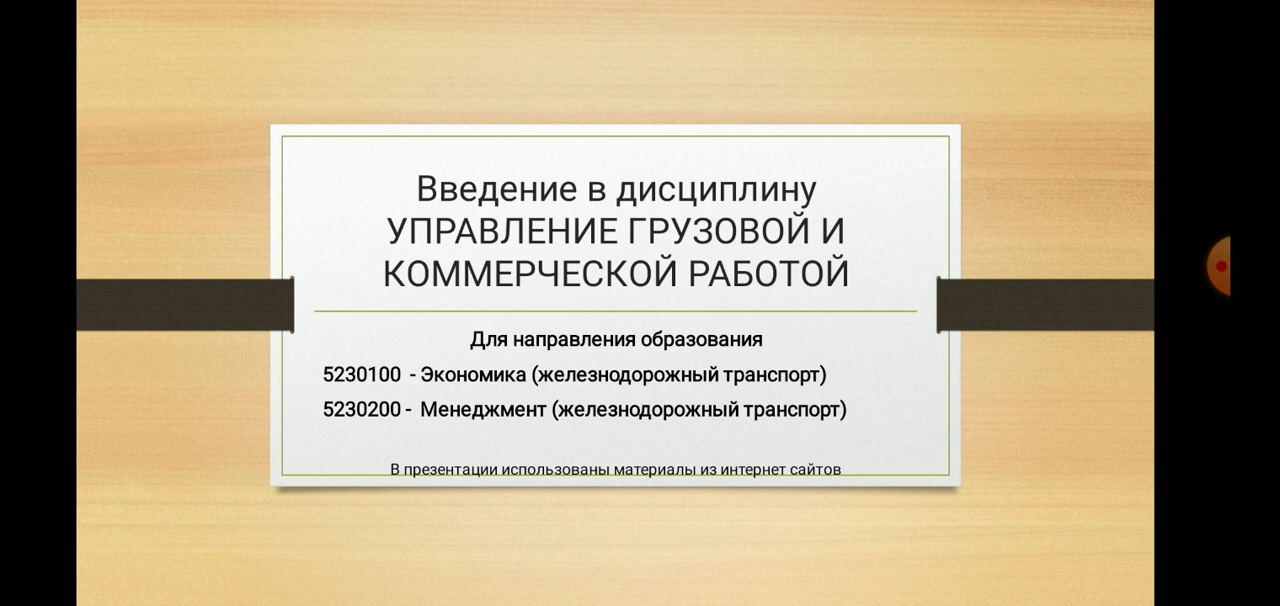 Введение в дисциплину
УПРАВЛЕНИЕ ГРУЗОВОЙ И
КОММЕРЧЕСКОЙ РАБОТОЙ
Для направления образования
5230100 - Экономика (железнодорожный транспорт)
5230200 - Менеджмент (железнодорожный транспорт)
В презентации использованы материалы из интернет сайтов